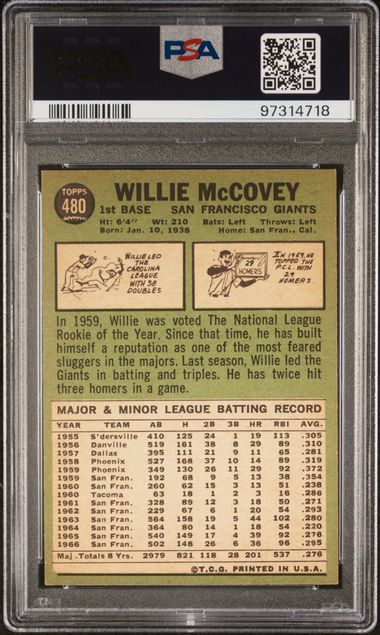 PSA
PSA
97314718
TOPPS
480
WILLIE McCOVEY
1st BASE SAN FRANCISCO GIANTS
Ht: 6'4" Wt: 210 Bats: Left Throws: Left
Born: Jan. 10, 1938 Home: San Fran., Cal.
WILLIE LED
THE
CAROLINA
LEAGUE
WITH 38
DOUBLES
29
HOMERS
IN 1959, HE
TOPPED THE
P.C.L. WITH
29
HOMERS
In 1959, Willie was voted The National League
Rookie of the Year. Since that time, he has built
himself a reputation as one of the most feared
sluggers in the majors. Last season, Willie led the
Giants in batting and triples. He has twice hit
three homers in a game.
MAJOR & MINOR LEAGUE BATTING RECORD
YEAR TEAM AB H 2B 3B HR RBI AVG.
1955 S'dersville 410 125 24 1 19 113 .305
1956 Danville 519 161 38 8 29 89 .310
1957 Dallas 395 111 21 9 11 65 .281
1958 Phoenix 527 168 37 10 14 89 .319
1959 Phoenix 349 130 26 11 29 92 .372
1959 San Fran. 192 68 9 5 13 38 .354
1960 San Fran. 260 62 15 3 13 51 .238
1960 Tacoma 63 18 1 2 3 16 .286
1961 San Fran. 328 89 12 3 18 50 .271
1962 San Fran. 229 67 6 1 20 54 .293
1963 San Fran. 564 158 19 5 44 102 .280
1964 San Fran. 364 80 14 1 18 54 .220
1965 San Fran. 540 149 17 4 39 92 .276
1966 San Fran. 502 148 26 6 36 96 .295
Maj. Totals 8 Yrs. 2979 821 118 28 201 537 .276
©T.C.G. PRINTED IN U.S.A.